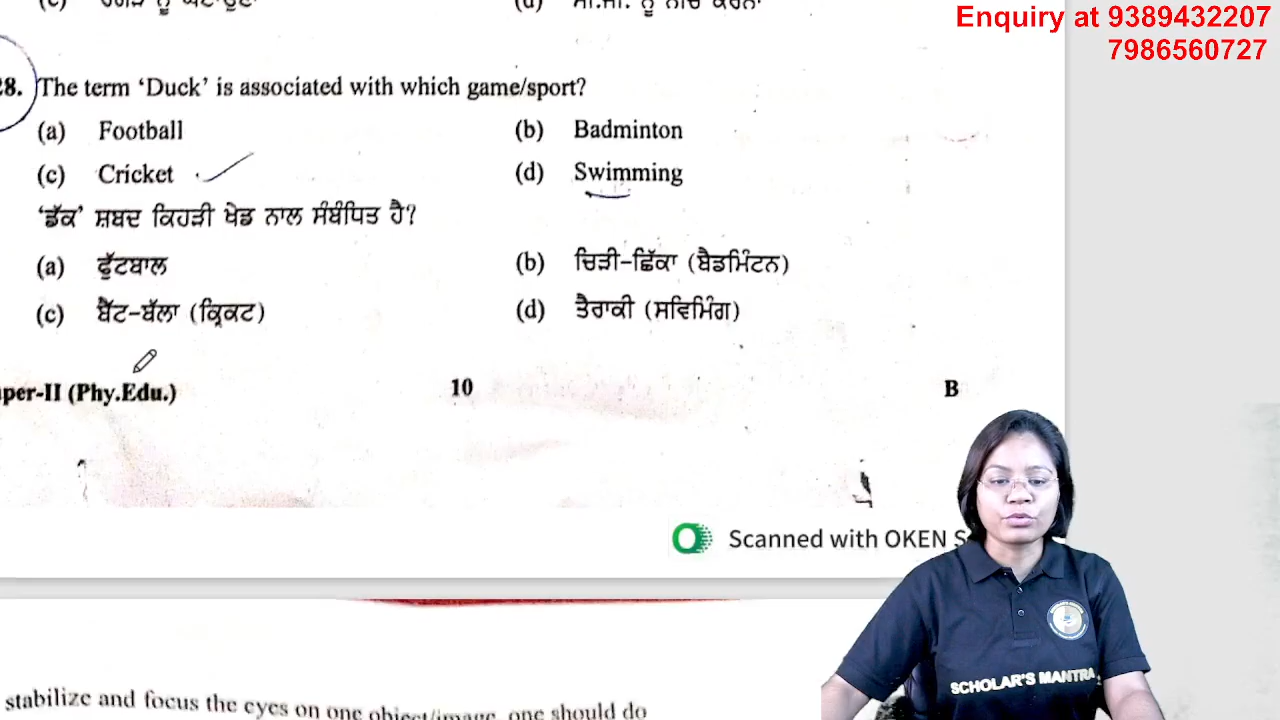 Enquiry at 9389432207
7986560727
28. The term ‘Duck’ is associated with which game/sport?
(a) Football (b) Badminton
(c) Cricket (d) Swimming
‘ਡੱਕ’ ਸ਼ਬਦ ਕਿਹੜੀ ਖੇਡ ਨਾਲ ਸੰਬੰਧਿਤ ਹੈ?
(a) ਫੁੱਟਬਾਲ (b) ਚਿੜੀ-ਛਿੱਕਾ (ਬੈਡਮਿੰਟਨ)
(c) ਬੈੱਟ-ਬੱਲਾ (ਕ੍ਰਿਕਟ) (d) ਤੈਰਾਕੀ (ਸਵਿਮਿੰਗ)
aper-II (Phy.Edu.) 10 B
Scanned with OKEN S
SCHOLAR'S MANTRA
stabilize and focus the eyes on one object/image, one should do